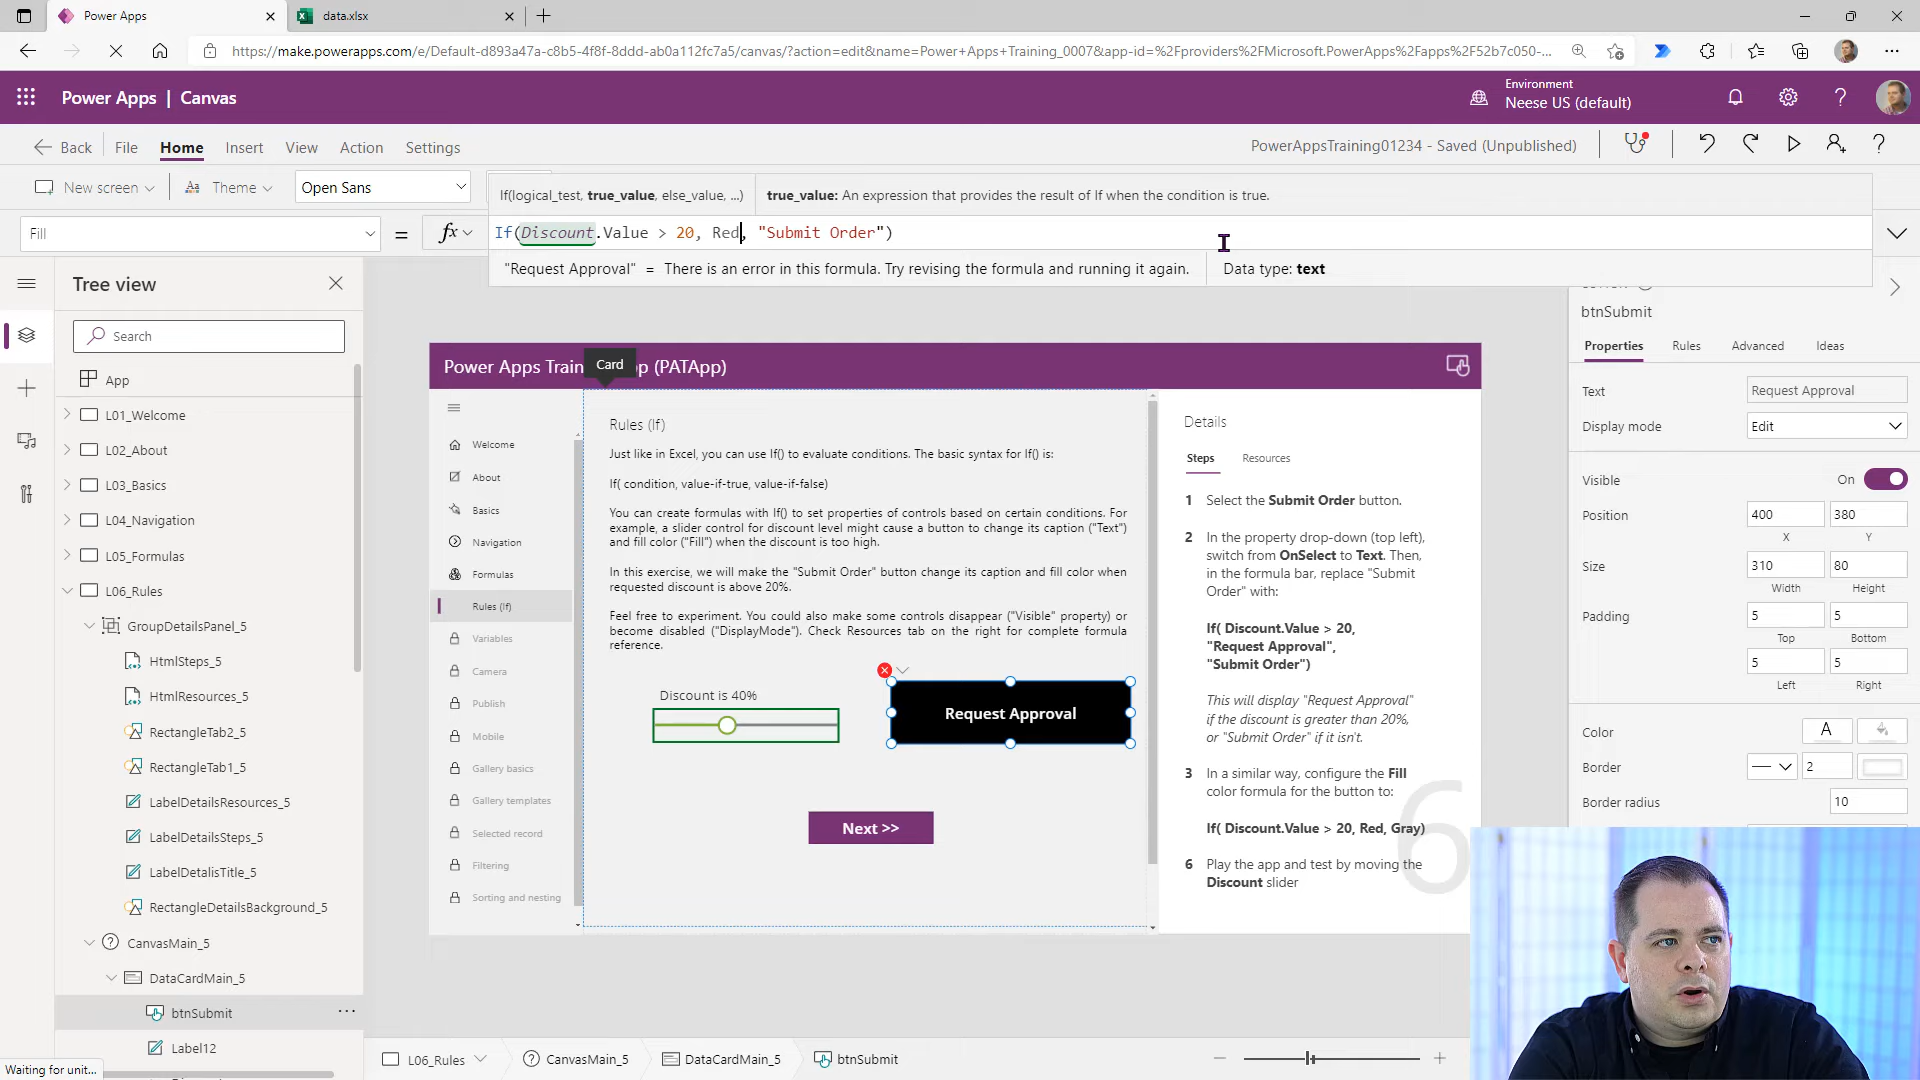 Power Apps
data.xlsx
https://make.powerapps.com/e/Default-d893a47a-c8b5-4f8f-8ddd-ab0a112fc7a5/canvas/?action=edit&name=Power+Apps+Training_0007&app-id=%2Fproviders%2FMicrosoft.PowerApps%2Fapps%2F52b7c050-...
Power Apps | Canvas
Environment
Neese US (default)
Back
File
Home
Insert
View
Action
Settings
PowerAppsTraining01234 - Saved (Unpublished)
New screen
Theme
Open Sans
If(logical_test, true_value, else_value, ...)
true_value: An expression that provides the result of If when the condition is true.
Fill
=
fx
If(Discount.Value > 20, Red, "Submit Order")
"Request Approval" = There is an error in this formula. Try revising the formula and running it again.
Data type: text
Tree view
Search
App
L01_Welcome
L02_About
L03_Basics
L04_Navigation
L05_Formulas
L06_Rules
GroupDetailsPanel_5
HtmlSteps_5
HtmlResources_5
RectangleTab2_5
RectangleTab1_5
LabelDetailsResources_5
LabelDetailsSteps_5
LabelDetalisTitle_5
RectangleDetailsBackground_5
CanvasMain_5
DataCardMain_5
btnSubmit
Label12
Waiting for unit...
Card
Power Apps Train p (PATApp)
Welcome
About
Basics
Navigation
Formulas
Rules (If)
Variables
Camera
Publish
Mobile
Gallery basics
Gallery templates
Selected record
Filtering
Sorting and nesting
Rules (If)
Just like in Excel, you can use If() to evaluate conditions. The basic syntax for If() is:
If( condition, value-if-true, value-if-false)
You can create formulas with If() to set properties of controls based on certain conditions. For
example, a slider control for discount level might cause a button to change its caption ("Text")
and fill color ("Fill") when the discount is too high.
In this exercise, we will make the "Submit Order" button change its caption and fill color when
requested discount is above 20%.
Feel free to experiment. You could also make some controls disappear ("Visible" property) or
become disabled ("DisplayMode"). Check Resources tab on the right for complete formula
reference.
Discount is 40%
Request Approval
Next >>
Details
Steps
Resources
1 Select the Submit Order button.
2 In the property drop-down (top left),
switch from OnSelect to Text. Then,
in the formula bar, replace "Submit
Order" with:
If( Discount.Value > 20,
"Request Approval",
"Submit Order")
This will display "Request Approval"
if the discount is greater than 20%,
or "Submit Order" if it isn't.
3 In a similar way, configure the Fill
color formula for the button to:
If( Discount.Value > 20, Red, Gray)
6 Play the app and test by moving the
Discount slider
6
btnSubmit
Properties
Rules
Advanced
Ideas
Text
Request Approval
Display mode
Edit
Visible
On
Position
400
380
X
Y
Size
310
80
Width
Height
Padding
5
5
Top
Bottom
5
5
Left
Right
Color
A
Border
2
Border radius
10
L06_Rules
CanvasMain_5
DataCardMain_5
btnSubmit